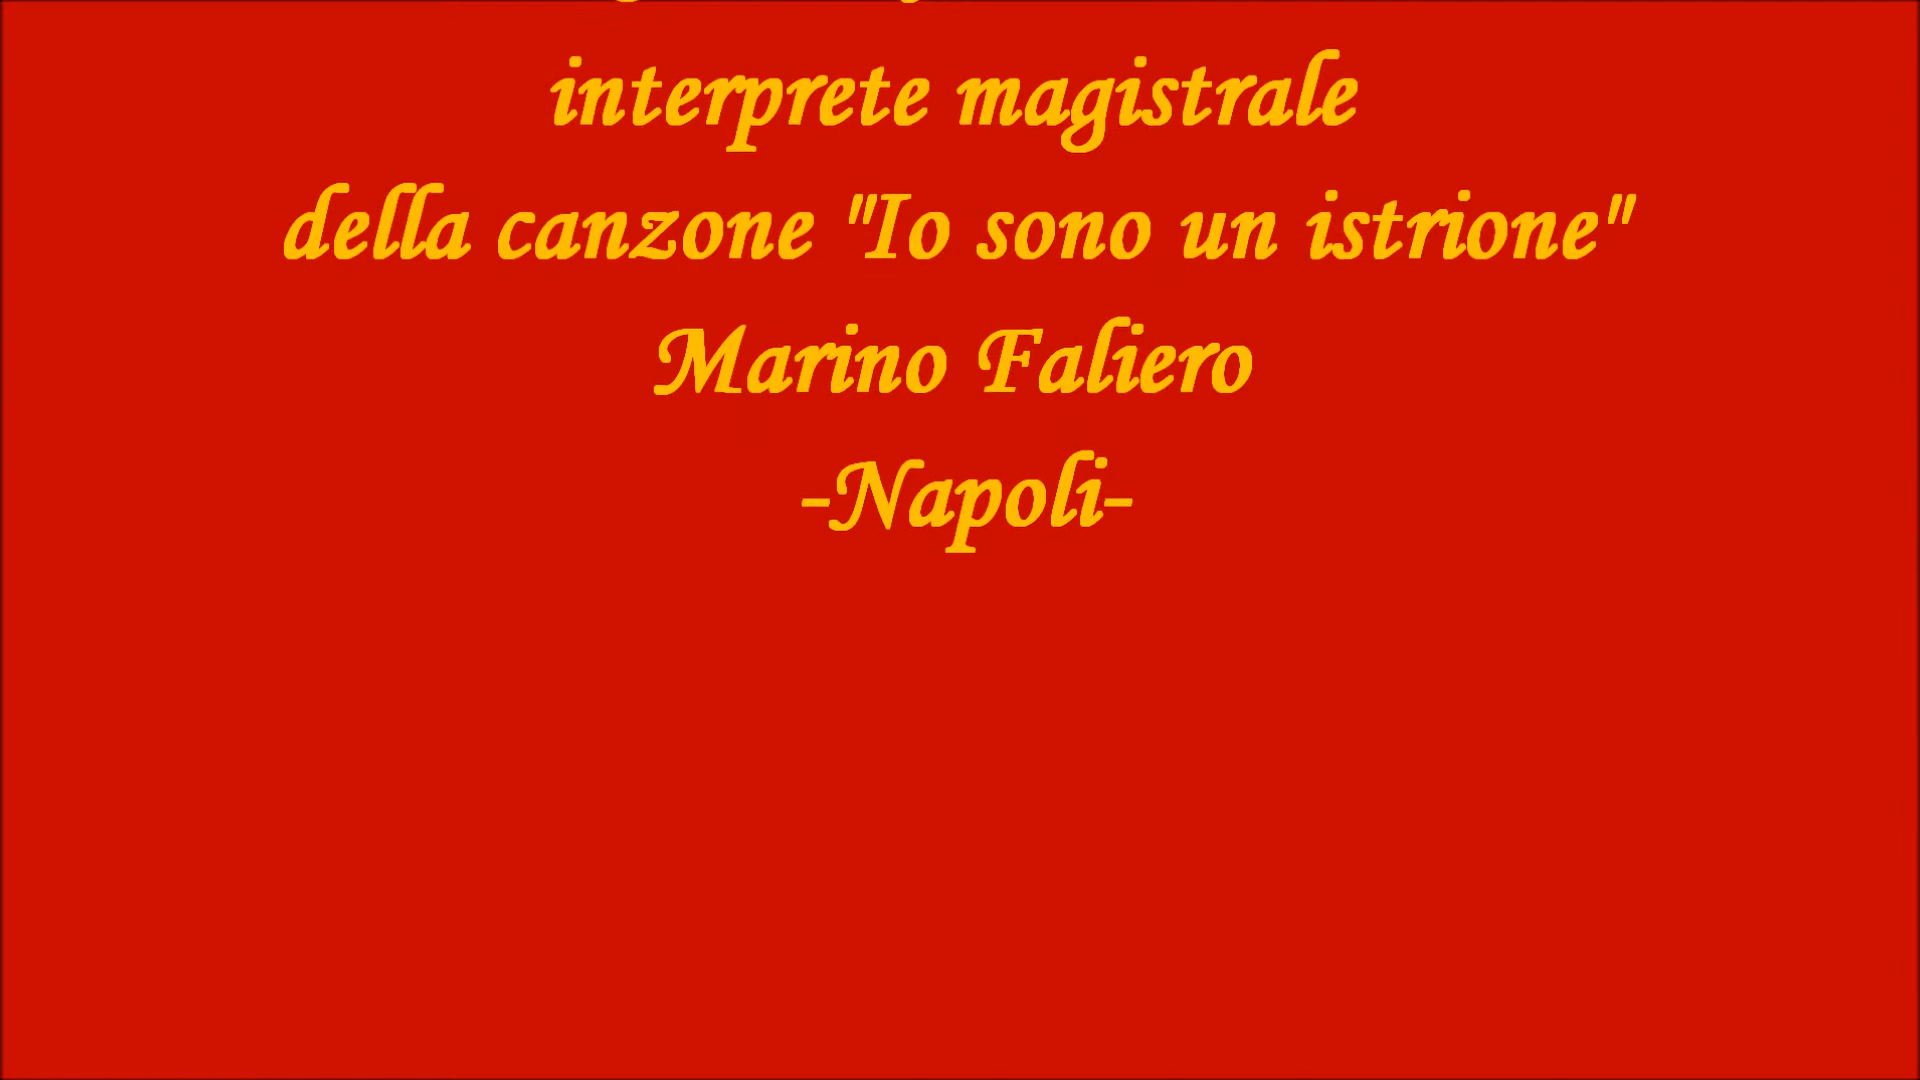 interprete magistrale
della canzone "Io sono un istrione"
Marino Faliero
-Napoli-